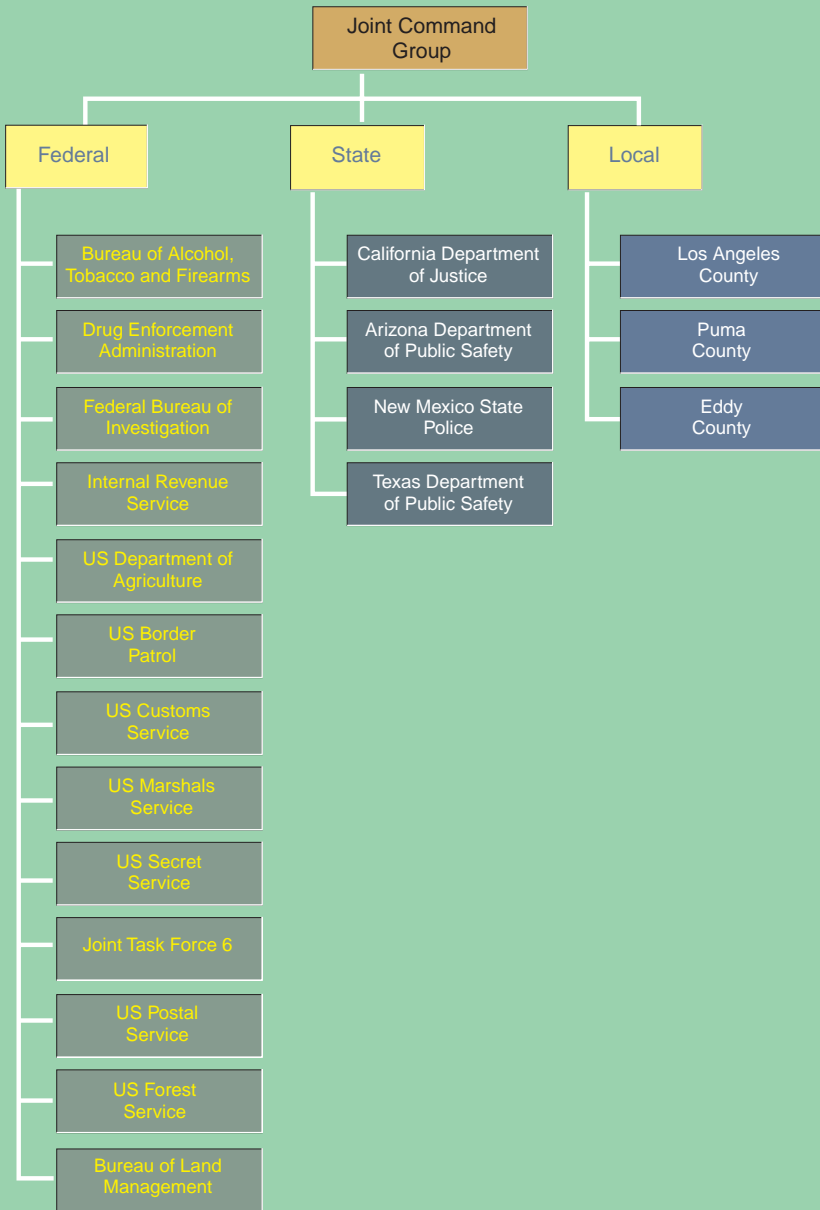 Joint Command
Group
Federal
State
Local
Bureau of Alcohol,
Tobacco and Firearms
Drug Enforcement
Administration
Federal Bureau of
Investigation
Internal Revenue
Service
US Department of
Agriculture
US Border
Patrol
US Customs
Service
US Marshals
Service
US Secret
Service
Joint Task Force 6
US Postal
Service
US Forest
Service
Bureau of Land
Management
California Department
of Justice
Arizona Department
of Public Safety
New Mexico State
Police
Texas Department
of Public Safety
Los Angeles
County
Puma
County
Eddy
County